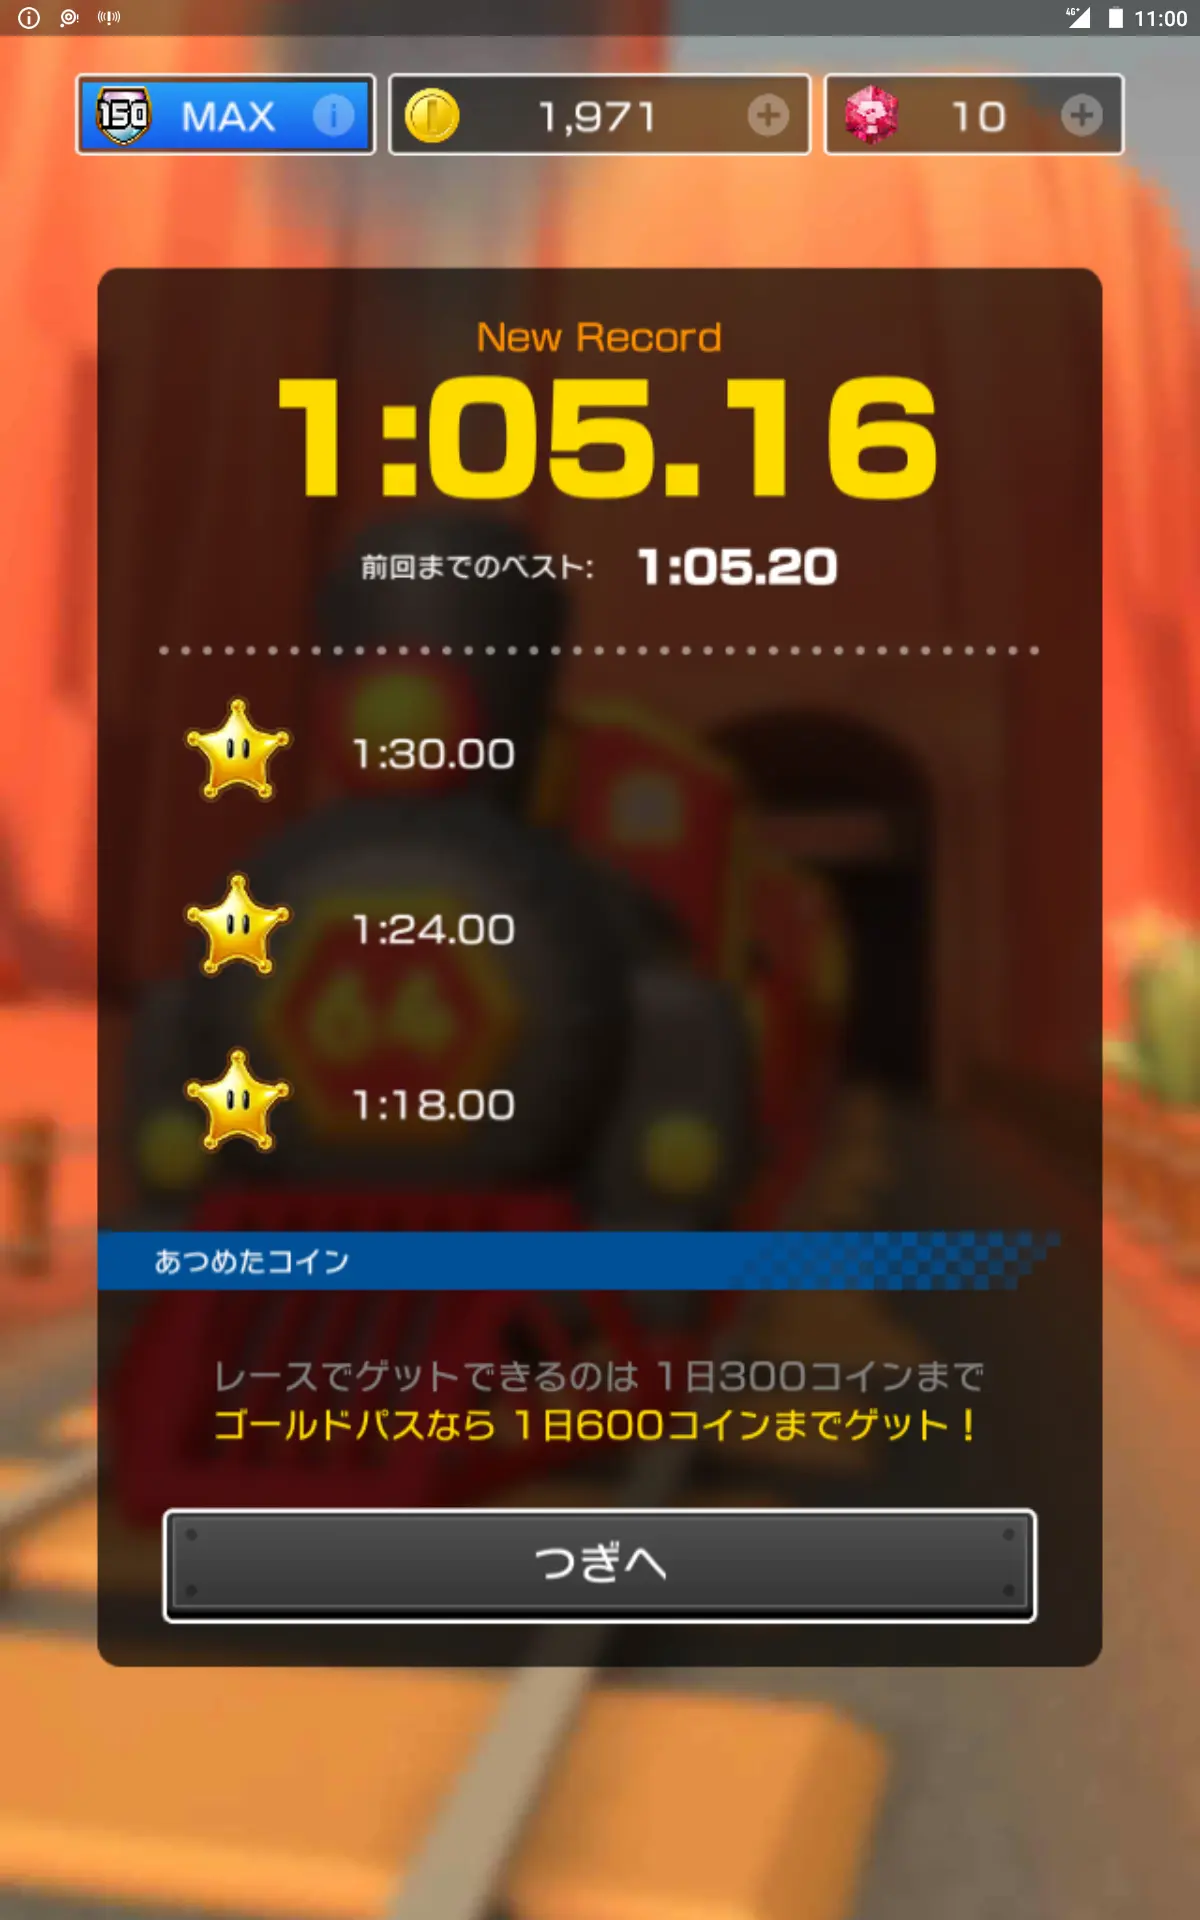 11:00
150 MAX i 1,971 + 10 +
New Record
1:05.16
前回までのベスト: 1:05.20
1:30.00
1:24.00
64
1:18.00
あつめたコイン
レースでゲットできるのは 1日300コインまで
ゴールドパスなら 1日600コインまでゲット！
つぎへ